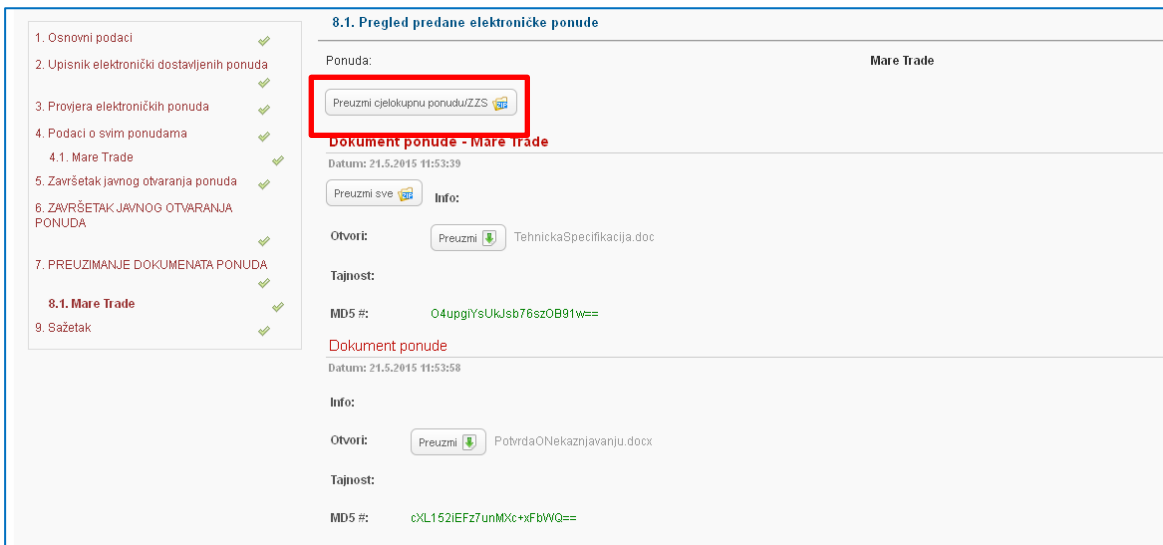 1. Osnovni podaci
2. Upisnik elektronički dostavljenih ponuda
3. Provjera elektroničkih ponuda
4. Podaci o svim ponudama
4.1. Mare Trade
5. Završetak javnog otvaranja ponuda
6. ZAVRŠETAK JAVNOG OTVARANJA
PONUDA
7. PREUZIMANJE DOKUMENATA PONUDA
8.1. Mare Trade
9. Sažetak
8.1. Pregled predane elektroničke ponude
Ponuda: Mare Trade
Preuzmi cjelokupnu ponudu/ZZS
Dokument ponude - Mare Trade
Datum: 21.5.2015 11:53:39
Preuzmi sve Info:
Otvori: Preuzmi TehnickaSpecifikacija.doc
Tajnost:
MD5 #: O4upgiYsUkJsb76szOB91w==
Dokument ponude
Datum: 21.5.2015 11:53:58
Info:
Otvori: Preuzmi PotvrdaONekaznjavanju.docx
Tajnost:
MD5 #: cXL152iEFz7unMXc+xFbWQ==